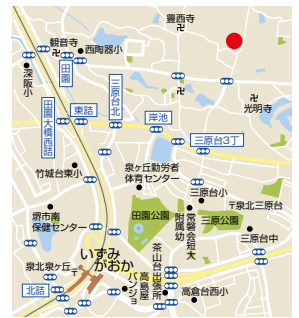 豊西寺
観音寺
西陶器小
深阪小
田園
光明寺
三原台北
田園大橋西詰
東詰
岸池
三原台3丁
竹城台東小
泉ヶ丘勤労者
体育センター
三原台小
〒泉北三原台
田園公園
常磐会短大
附属幼
三原公園
堺市南
保健センター
三原台中
いずみ
がおか
泉北泉ヶ丘
茶山台出張所
高島屋
パンジョ
北詰
高倉台西小